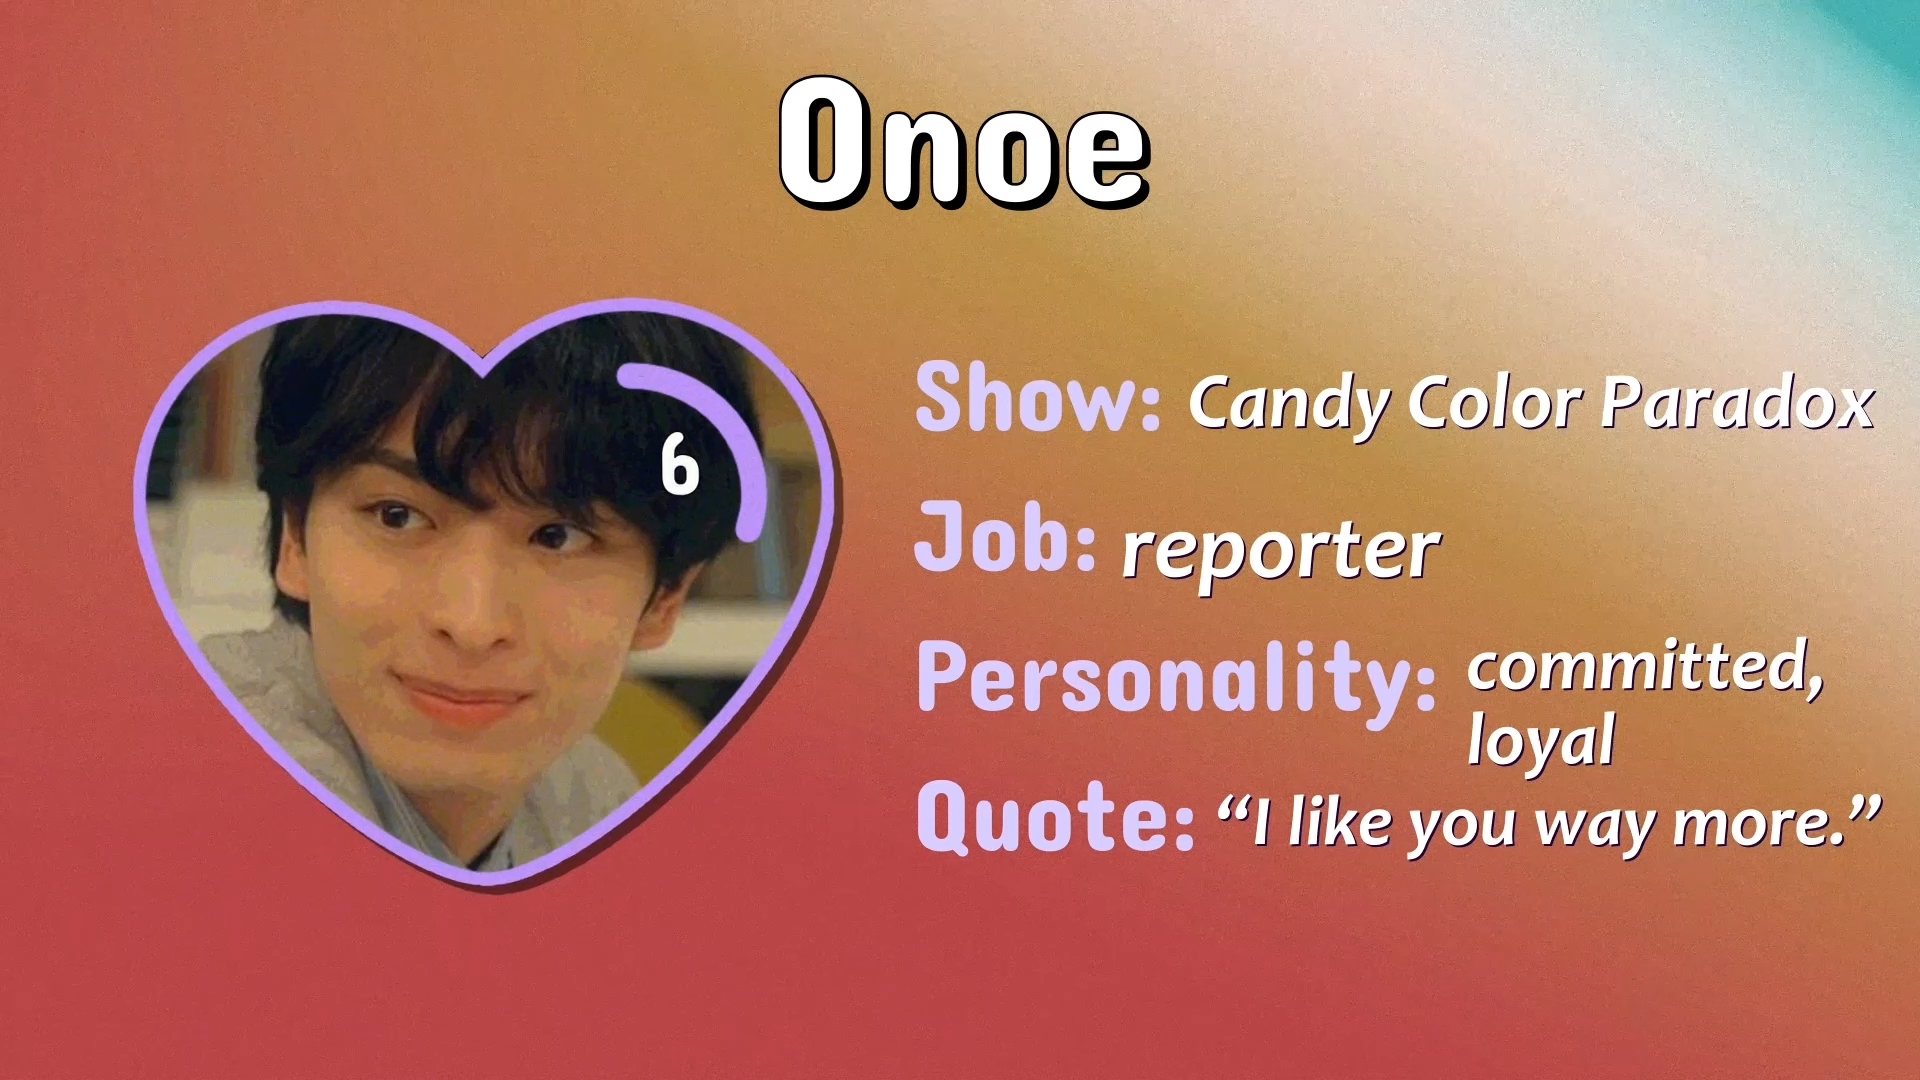 Onoe
6
Show: Candy Color Paradox
Job: reporter
Personality: committed,
loyal
Quote: “I like you way more.”